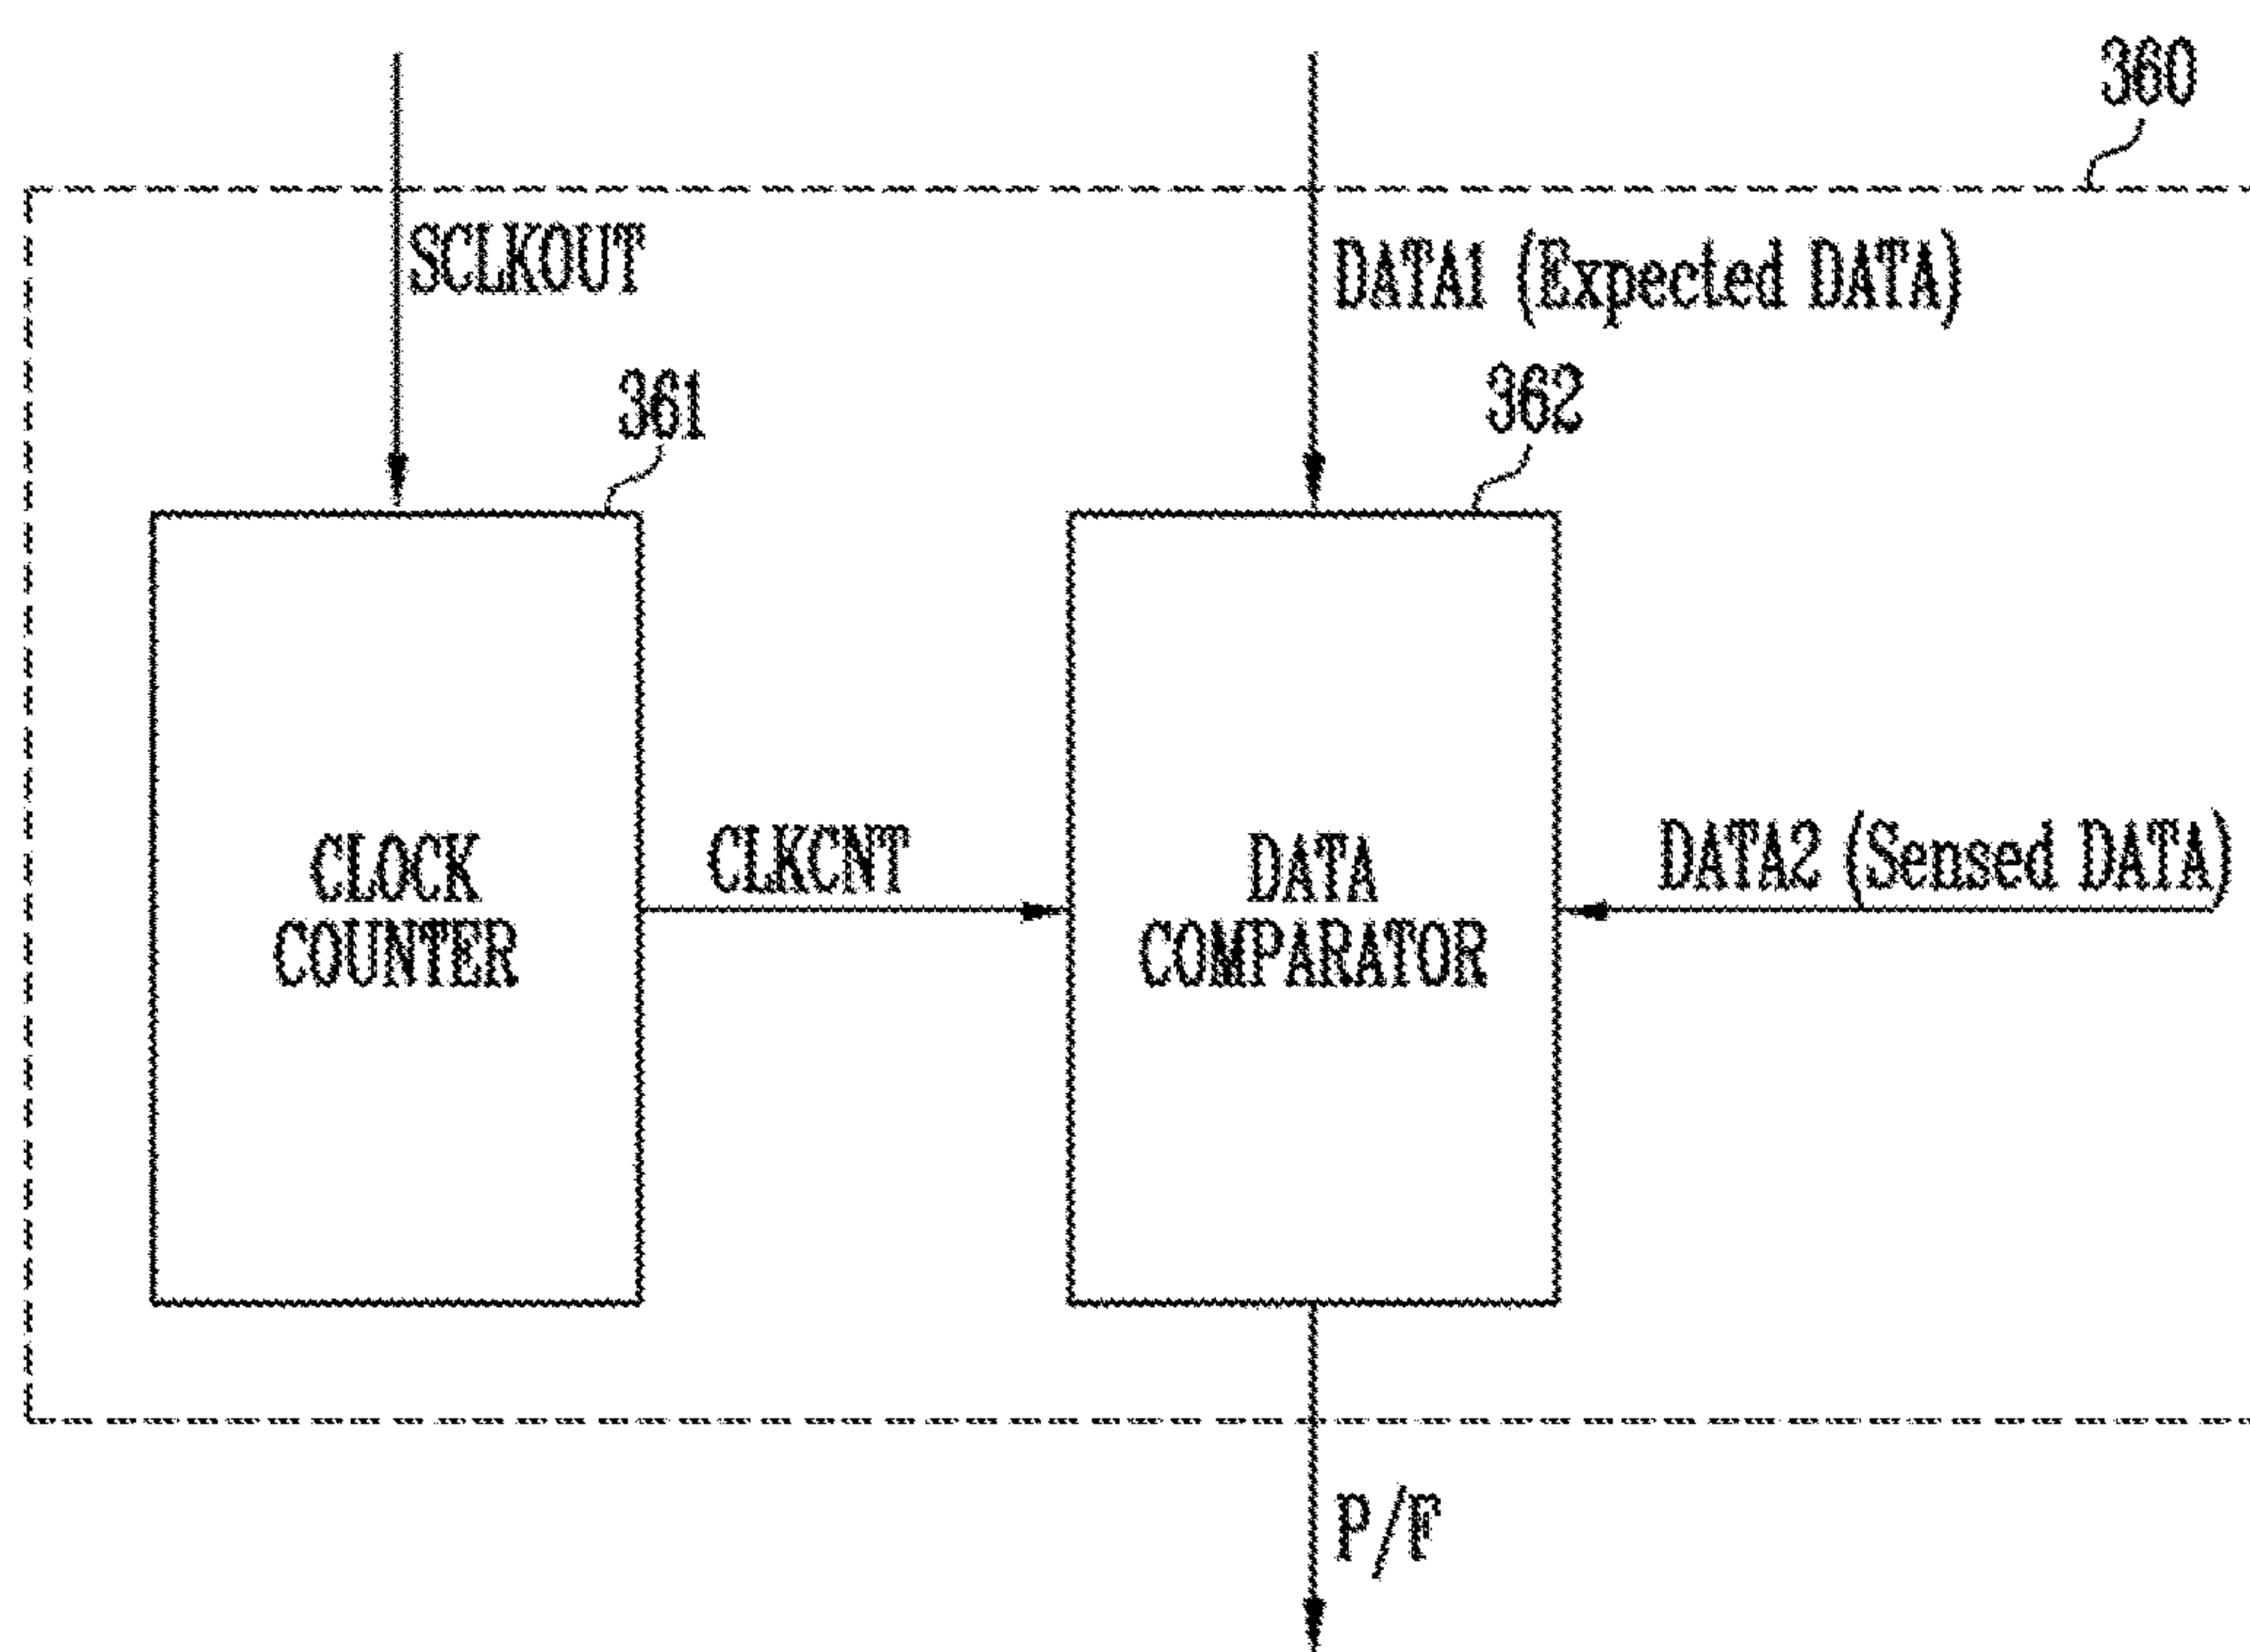 360
SCLKOUT
DATA1 (Expected DATA)
361
362
CLOCK
COUNTER
CLKCNT
DATA
COMPARATOR
DATA2 (Sensed DATA)
P/F